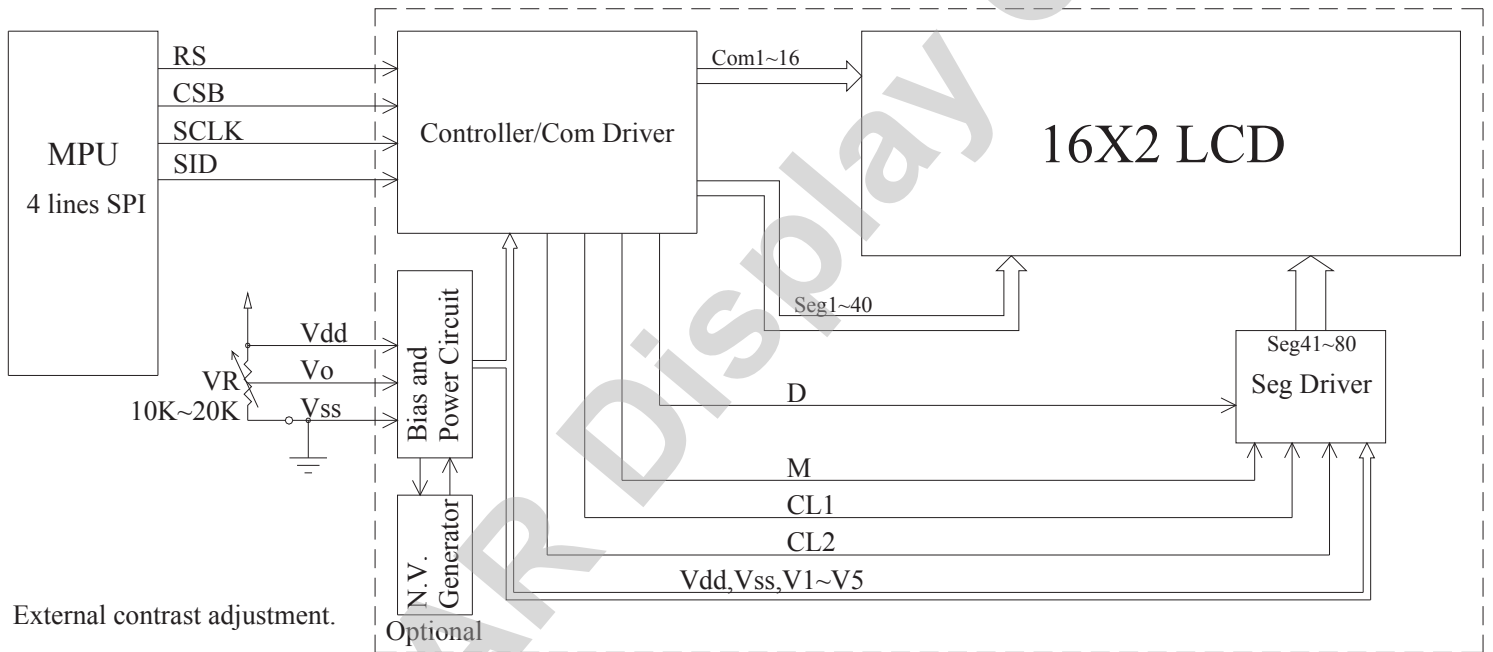 RS
CSB
SCLK
SID
MPU
4 lines SPI
Controller/Com Driver
Com1~16
16X2 LCD
Seg1~40
Seg41~80
Seg Driver
Vdd
Vo
VR
10K~20K
Vss
Bias and
Power Circuit
D
M
CL1
CL2
Vdd,Vss,V1~V5
N.V.
Generator
Optional
External contrast adjustment.
AR Display